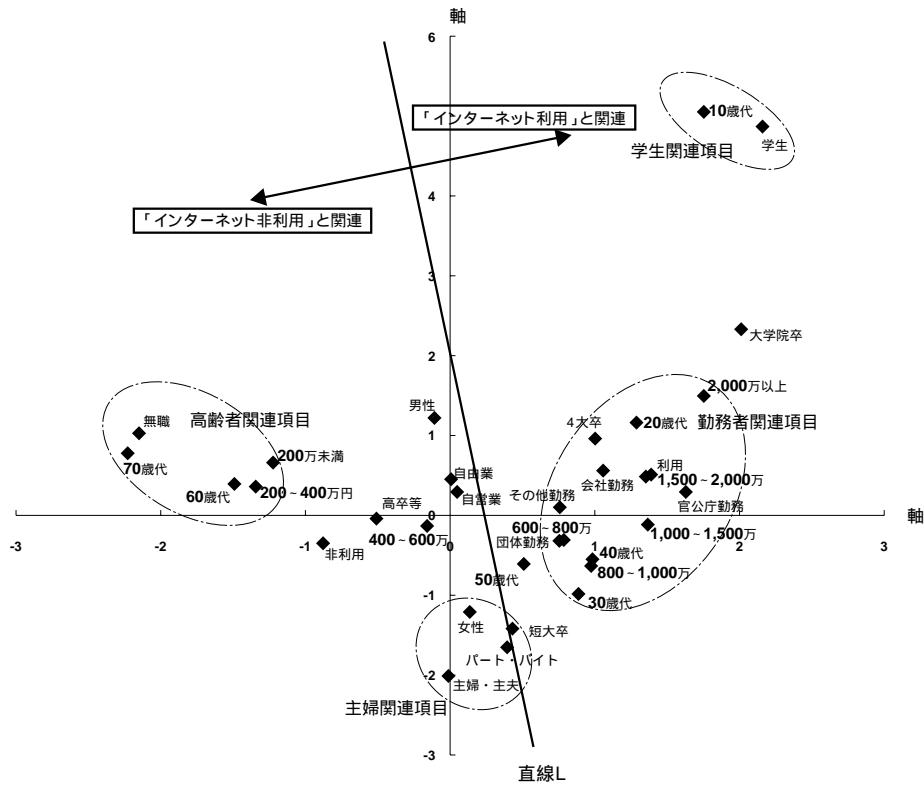 軸
6
「インターネット利用」と関連
10歳代
学生
学生関連項目
4
「インターネット非利用」と関連
3
大学院卒
2
2,000万以上
男性
無職
高齢者関連項目
4大卒
20歳代
勤務者関連項目
1
70歳代
200万未満
60歳代
200~400万円
自由業
自営業
会社勤務
利用
1,500~2,000万
その他勤務
官公庁勤務
高卒等
0
軸
-3
-2
-1
0
1
2
3
非利用
400~600万
団体勤務
600~800万
1,000~1,500万
40歳代
50歳代
800~1,000万
-1
30歳代
女性
短大卒
パート・バイト
-2
主婦・主夫
主婦関連項目
-3
直線L